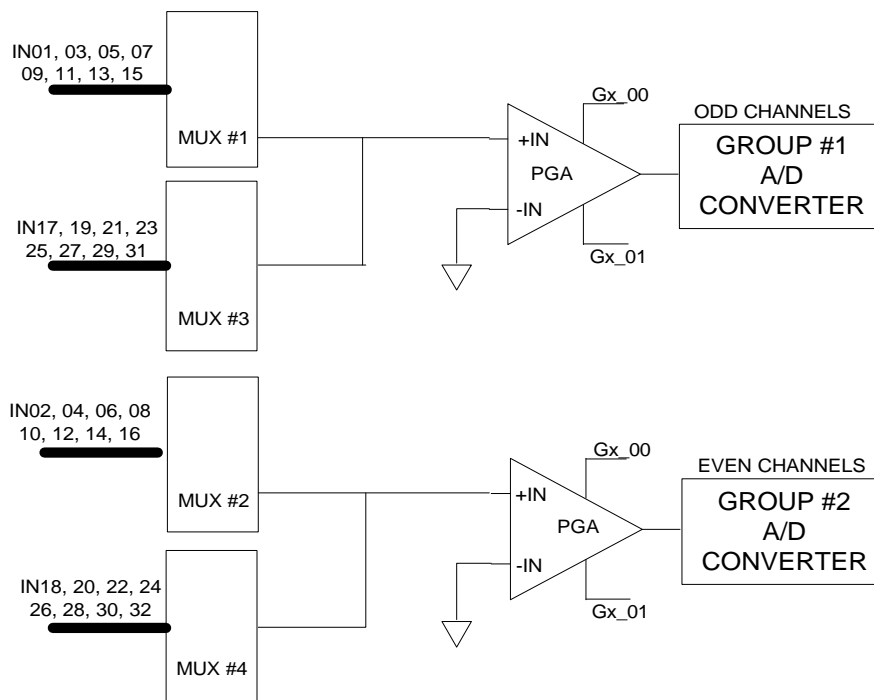 IN01, 03, 05, 07
09, 11, 13, 15
MUX #1
Gx_00
+IN
PGA
-IN
Gx_01
ODD CHANNELS
GROUP #1
A/D
CONVERTER
IN17, 19, 21, 23
25, 27, 29, 31
MUX #3
IN02, 04, 06, 08
10, 12, 14, 16
MUX #2
Gx_00
+IN
PGA
-IN
Gx_01
EVEN CHANNELS
GROUP #2
A/D
CONVERTER
IN18, 20, 22, 24
26, 28, 30, 32
MUX #4